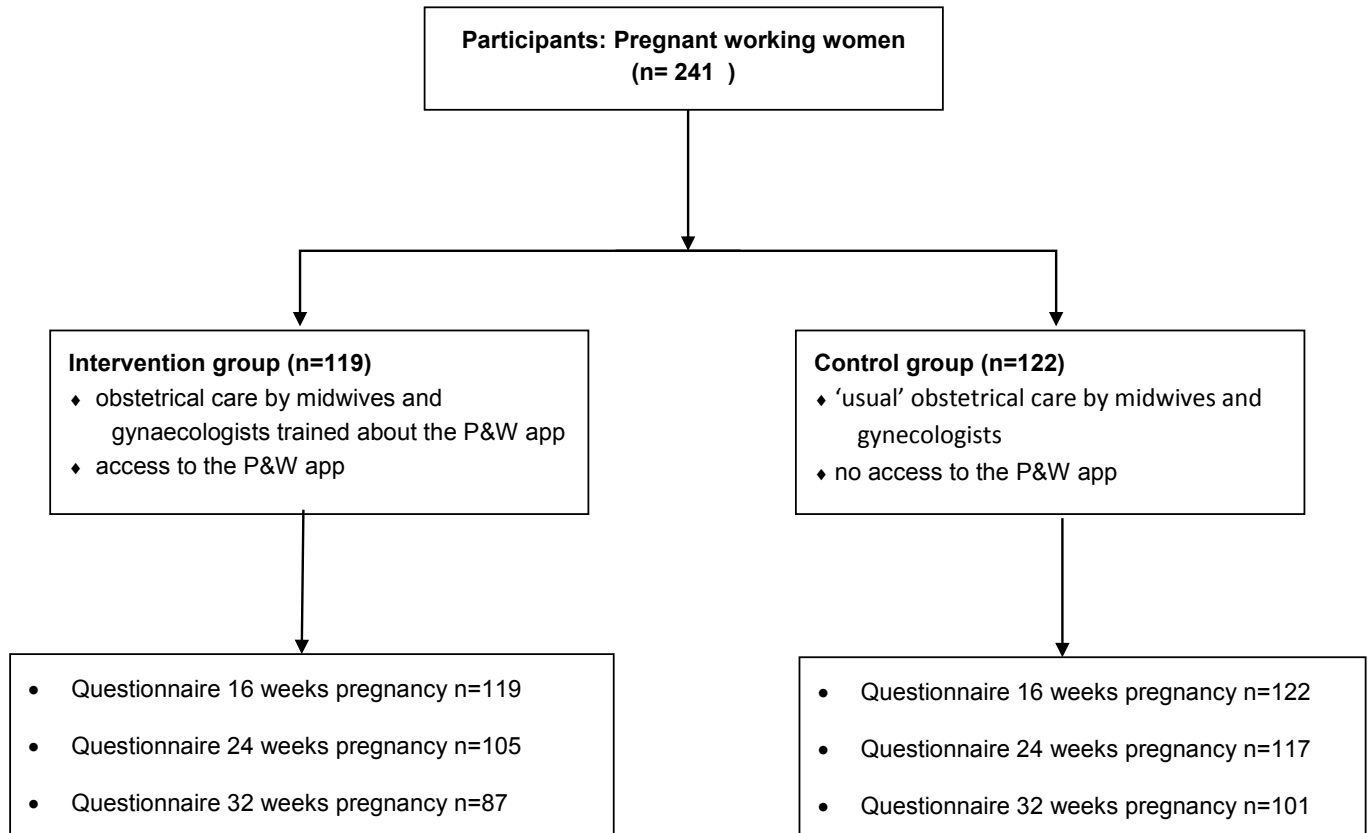 Participants: Pregnant working women
(n= 241 )
Intervention group (n=119)
♦ obstetrical care by midwives and
gynaecologists trained about the P&W app
♦ access to the P&W app
Control group (n=122)
♦ ‘usual’ obstetrical care by midwives and
gynecologists
♦ no access to the P&W app
• Questionnaire 16 weeks pregnancy n=119
• Questionnaire 24 weeks pregnancy n=105
• Questionnaire 32 weeks pregnancy n=87
• Questionnaire 16 weeks pregnancy n=122
• Questionnaire 24 weeks pregnancy n=117
• Questionnaire 32 weeks pregnancy n=101